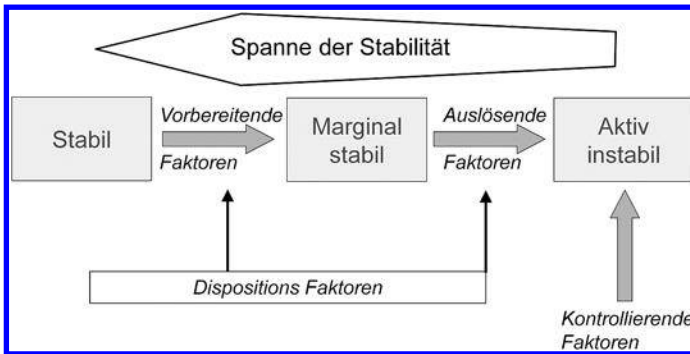 Spanne der Stabilität
Stabil
Vorbereitende
Faktoren
Marginal
stabil
Auslösende
Faktoren
Aktiv
instabil
Dispositions Faktoren
Kontrollierende
Faktoren